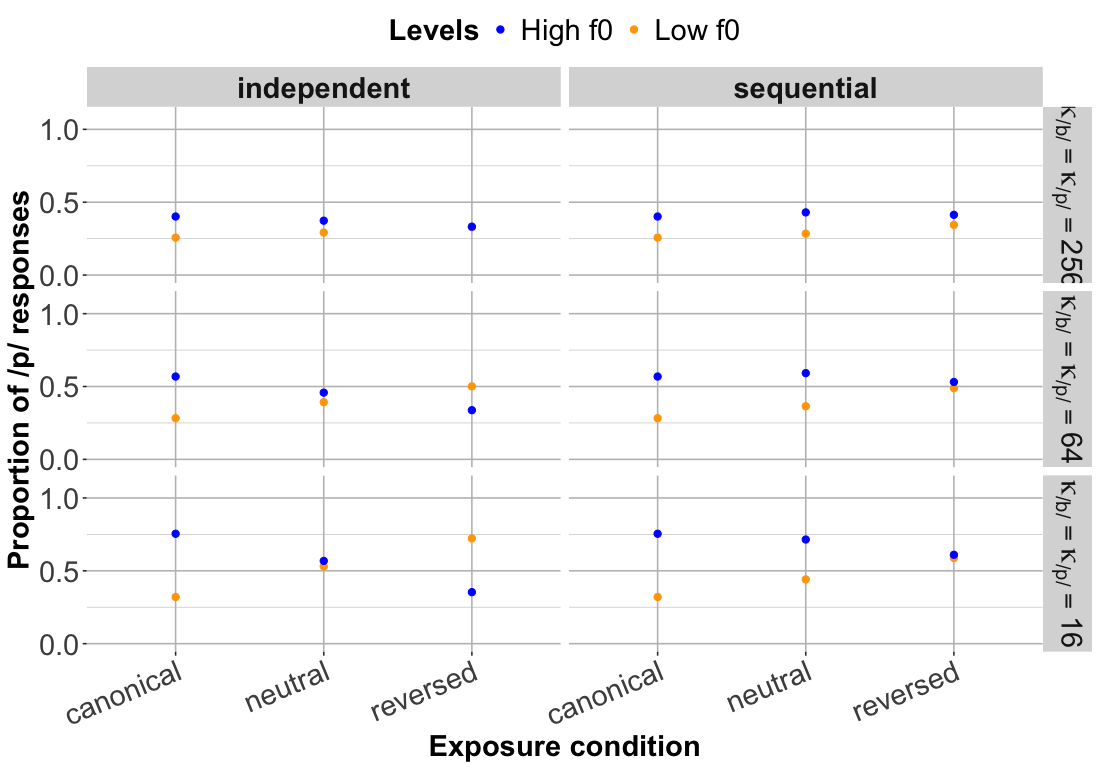 Levels High f0 Low f0
independent sequential
Proportion of /p/ responses
1.0
0.5
0.0
κ/b/ = κ/p/ = 256
1.0
0.5
0.0
κ/b/ = κ/p/ = 64
1.0
0.5
0.0
κ/b/ = κ/p/ = 16
canonical neutral reversed canonical neutral reversed
Exposure condition